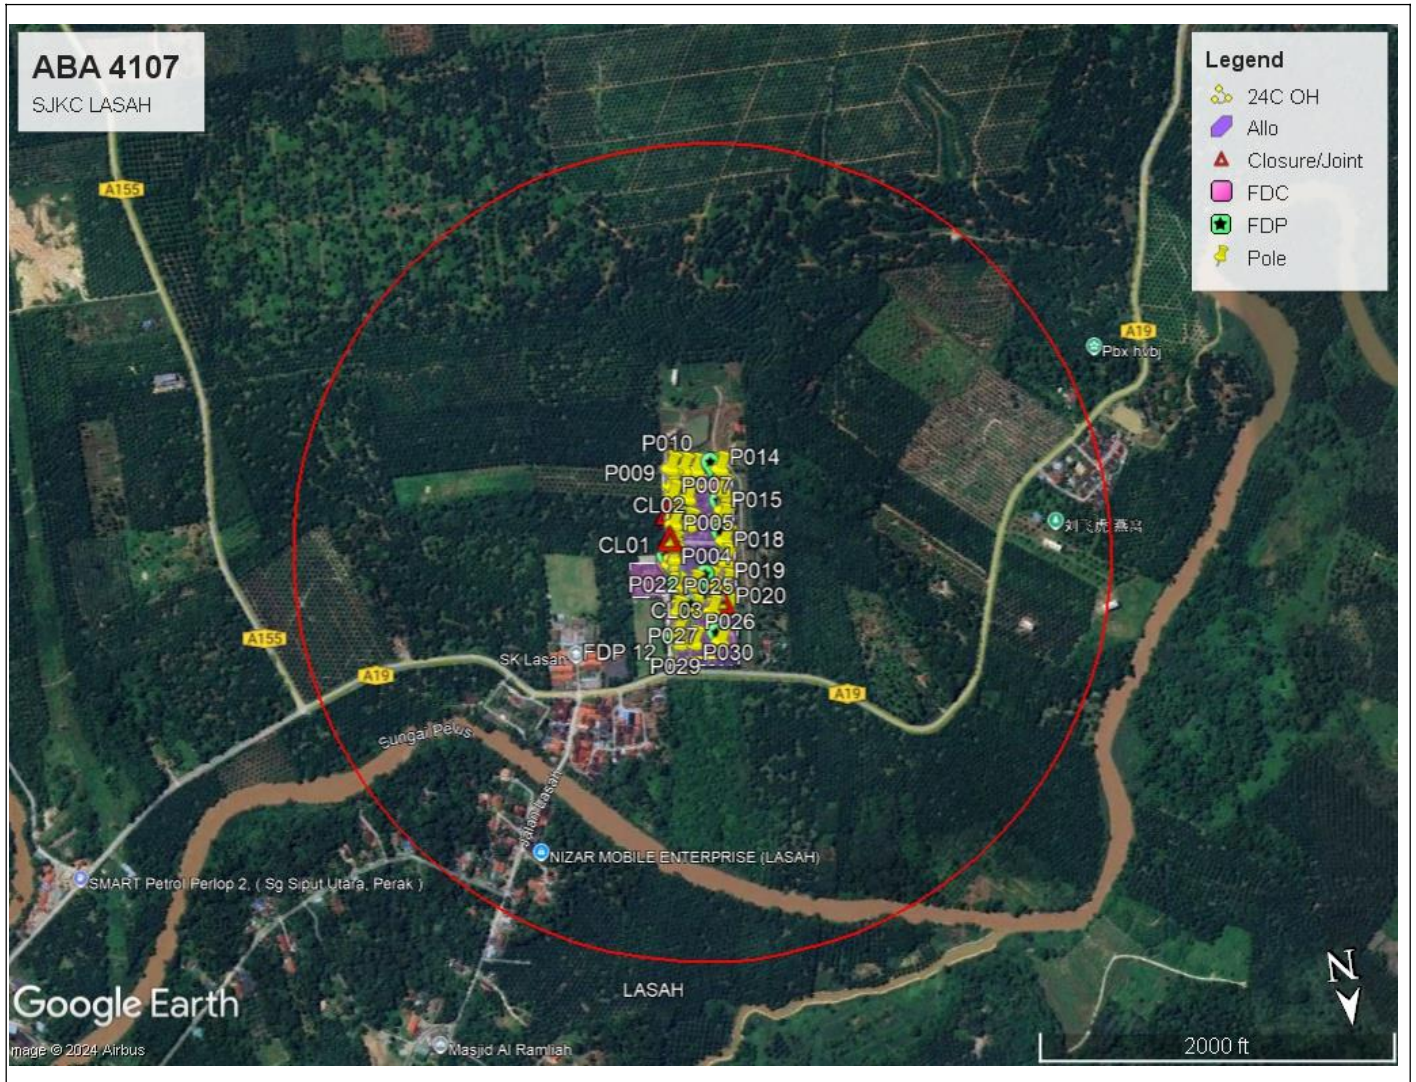 ABA 4107
SJKC LASAH
Legend
24C OH
Allo
Closure/Joint
FDC
FDP
Pole
A155
A19
Pbx hvbj
P010
P014
P009
P007
P015
CL02
P005
CL01
P018
P004
P019
P022
P025
P020
CL03
P026
P027
SK Lasah
FDP 12
P030
P029
A155
A19
A19
Sungai Pelus
Jalan Lasah
NIZAR MOBILE ENTERPRISE (LASAH)
SMART Petrol Perlop 2, ( Sg Siput Utara, Perak )
LASAH
N
Google Earth
mage © 2024 Airbus
Masjid Al Ramliah
2000 ft